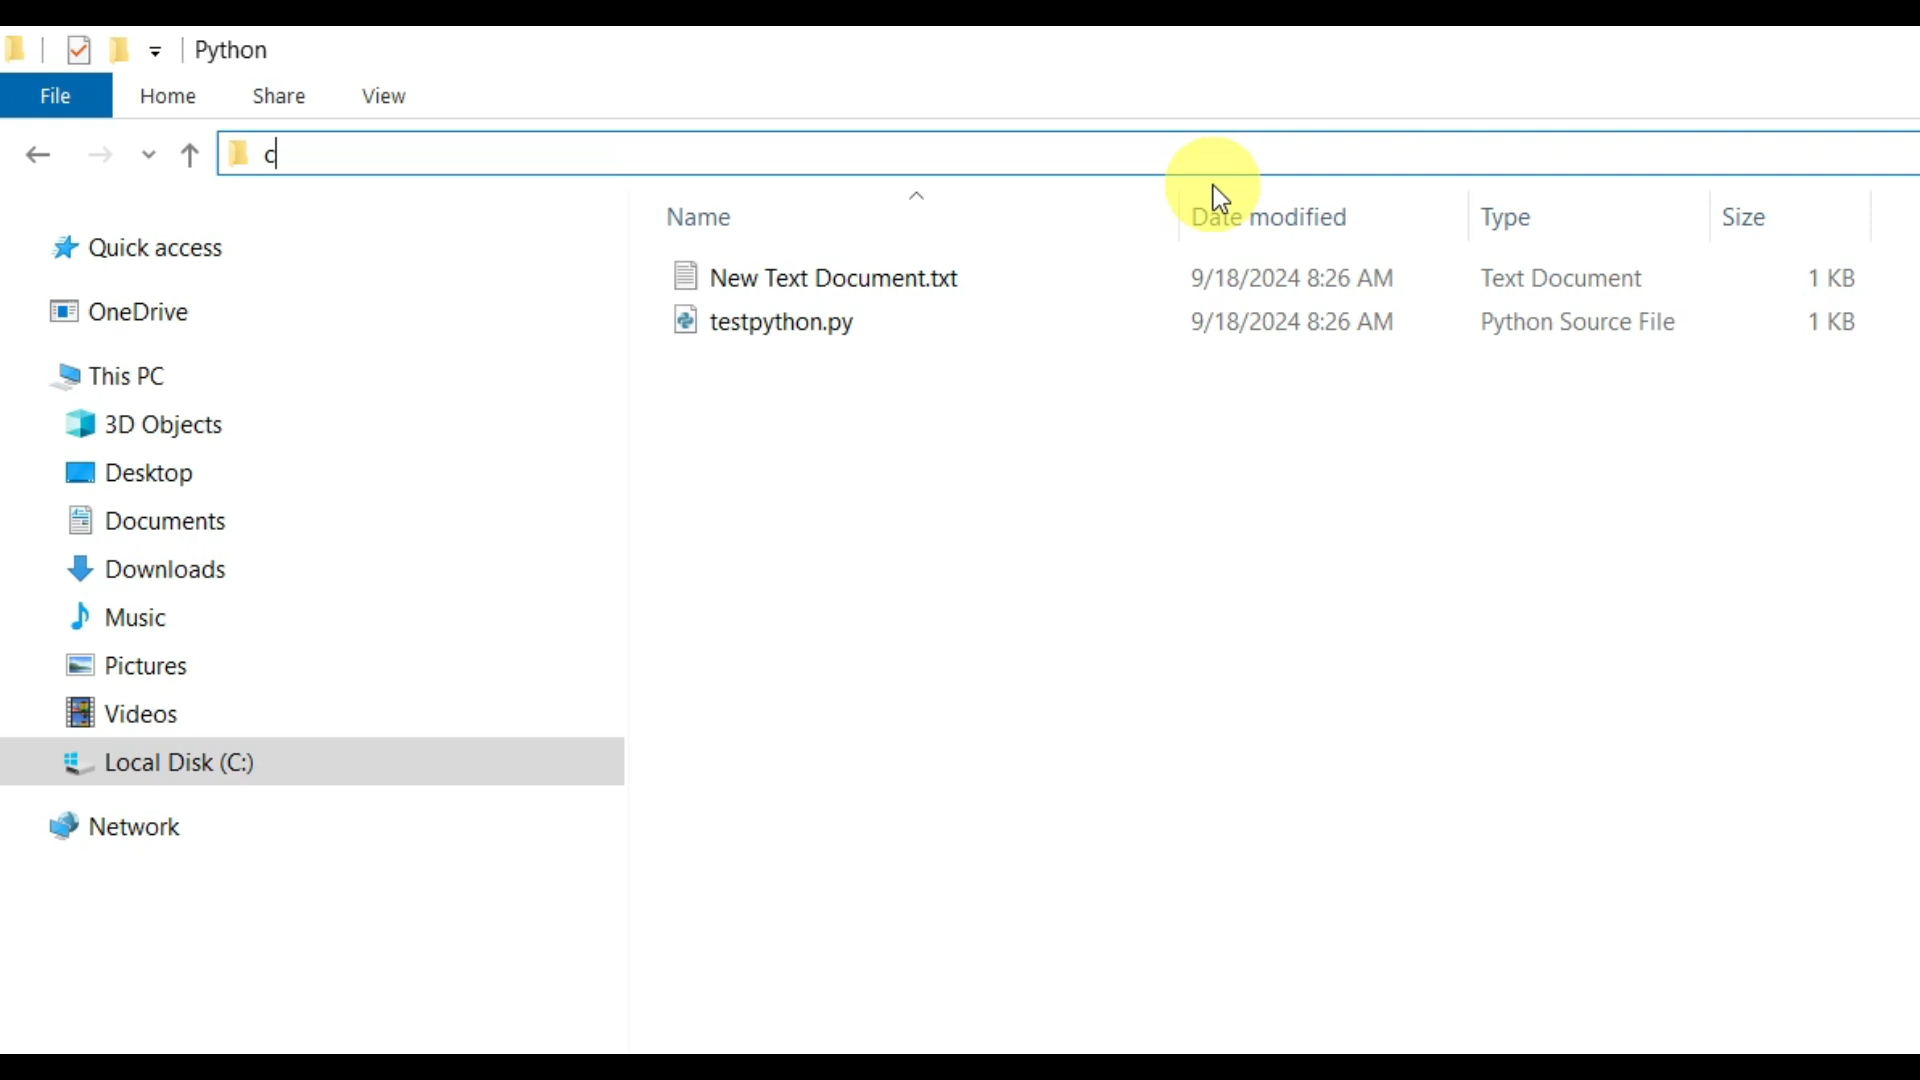 Python
File Home Share View
c
Name Date modified Type Size
Quick access
New Text Document.txt 9/18/2024 8:26 AM Text Document 1 KB
OneDrive
testpython.py 9/18/2024 8:26 AM Python Source File 1 KB
This PC
3D Objects
Desktop
Documents
Downloads
Music
Pictures
Videos
Local Disk (C:)
Network